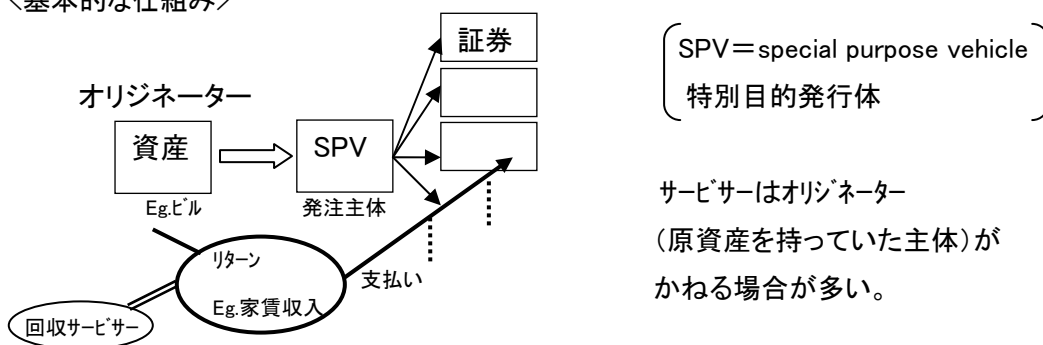 <基本的な仕組み>
証券
オリジネーター
資産
SPV
Eg.ﾋﾞﾙ
発注主体
ﾘﾀｰﾝ
Eg.家賃収入
支払い
回収ｻｰﾋﾞｻｰ
SPV＝special purpose vehicle
特別目的発行体
ｻｰﾋﾞｻｰはｵﾘｼﾞﾈｰﾀｰ
（原資産を持っていた主体）が
かねる場合が多い。